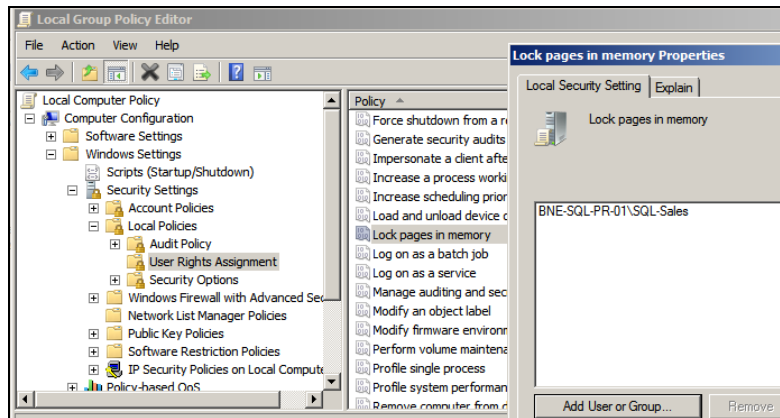 Local Group Policy Editor
File Action View Help
Local Computer Policy
Computer Configuration
Software Settings
Windows Settings
Scripts (Startup/Shutdown)
Security Settings
Account Policies
Local Policies
Audit Policy
User Rights Assignment
Security Options
Windows Firewall with Advanced Sec
Network List Manager Policies
Public Key Policies
Software Restriction Policies
IP Security Policies on Local Compute
Policy-based QoS
Policy
Force shutdown from a re
Generate security audits
Impersonate a client afte
Increase a process worki
Increase scheduling prior
Load and unload device d
Lock pages in memory
Log on as a batch job
Log on as a service
Manage auditing and sec
Modify an object label
Modify firmware environm
Perform volume maintena
Profile single process
Profile system performan
Remove computer from d
Lock pages in memory Properties
Local Security Setting Explain
Lock pages in memory
BNE-SQL-PR-01\SQL-Sales
Add User or Group... Remove